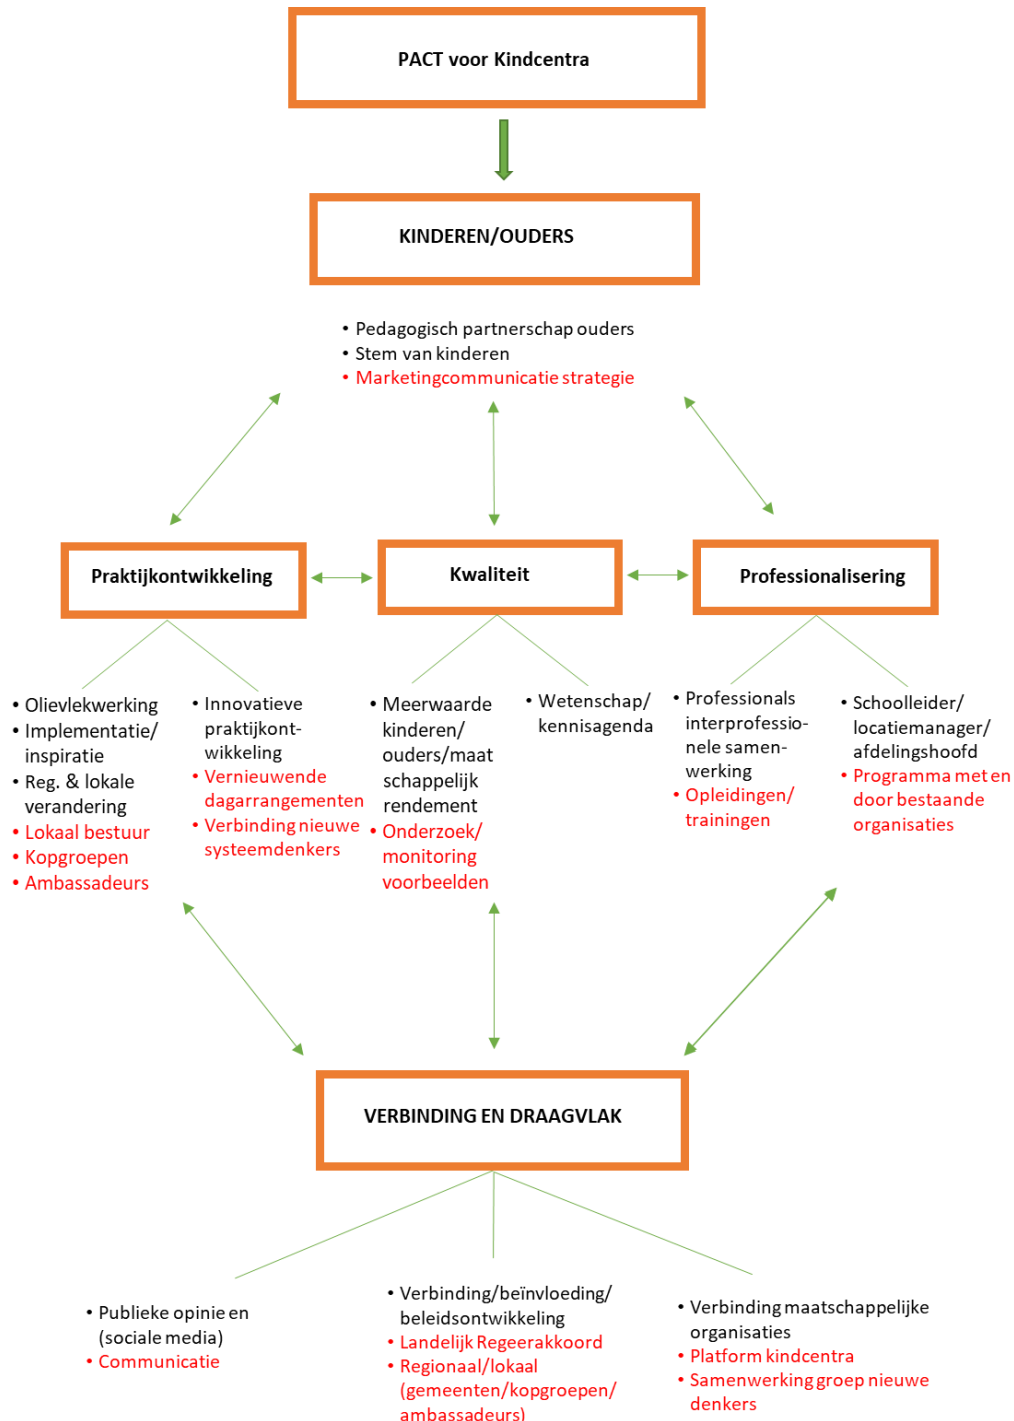 PACT voor Kindcentra
KINDEREN/OUDERS
• Pedagogisch partnerschap ouders
• Stem van kinderen
• Marketingcommunicatie strategie
Praktijkontwikkeling
Kwaliteit
Professionalisering
• Olievlekwerking
• Implementatie/
inspiratie
• Reg. & lokale
verandering
• Lokaal bestuur
• Kopgroepen
• Ambassadeurs
• Innovatieve
praktijkont-
wikkeling
• Vernieuwende
dagarrangementen
• Verbinding nieuwe
systeemdenkers
• Meerwaarde
kinderen/
ouders/maat
schappelijk
rendement
• Onderzoek/
monitoring
voorbeelden
• Wetenschap/
kennisagenda
• Professionals
interprofessio-
nele samen-
werking
• Opleidingen/
trainingen
• Schoolleider/
locatiemanager/
afdelingshoofd
• Programma met en
door bestaande
organisaties
VERBINDING EN DRAAGVLAK
• Publieke opinie en
(sociale media)
• Communicatie
• Verbinding/beïnvloeding/
beleidsontwikkeling
• Landelijk Regeerakkoord
• Regionaal/lokaal
(gemeenten/kopgroepen/
ambassadeurs)
• Verbinding maatschappelijke
organisaties
• Platform kindcentra
• Samenwerking groep nieuwe
denkers